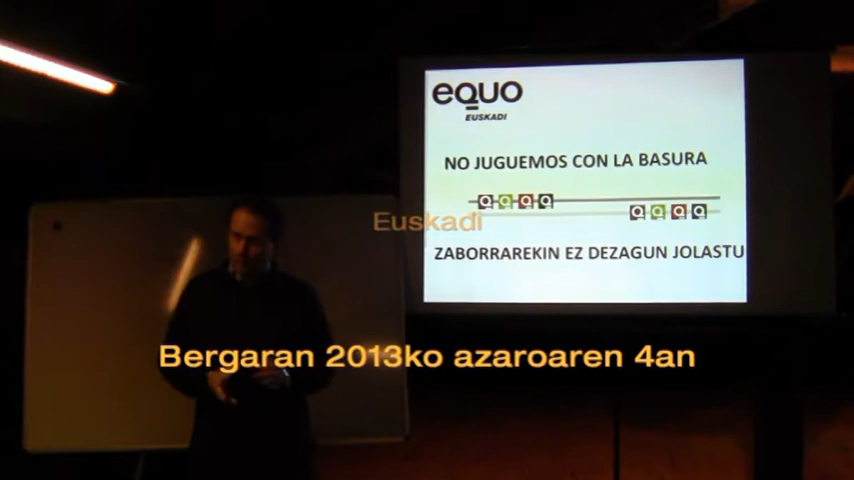 eQUO
EUSKADI
NO JUGUEMOS CON LA BASURA
Q Q Q Q
Q Q Q Q
Euskadi
ZABORRAREKIN EZ DEZAGUN JOLASTU
Bergaran 2013ko azaroaren 4an